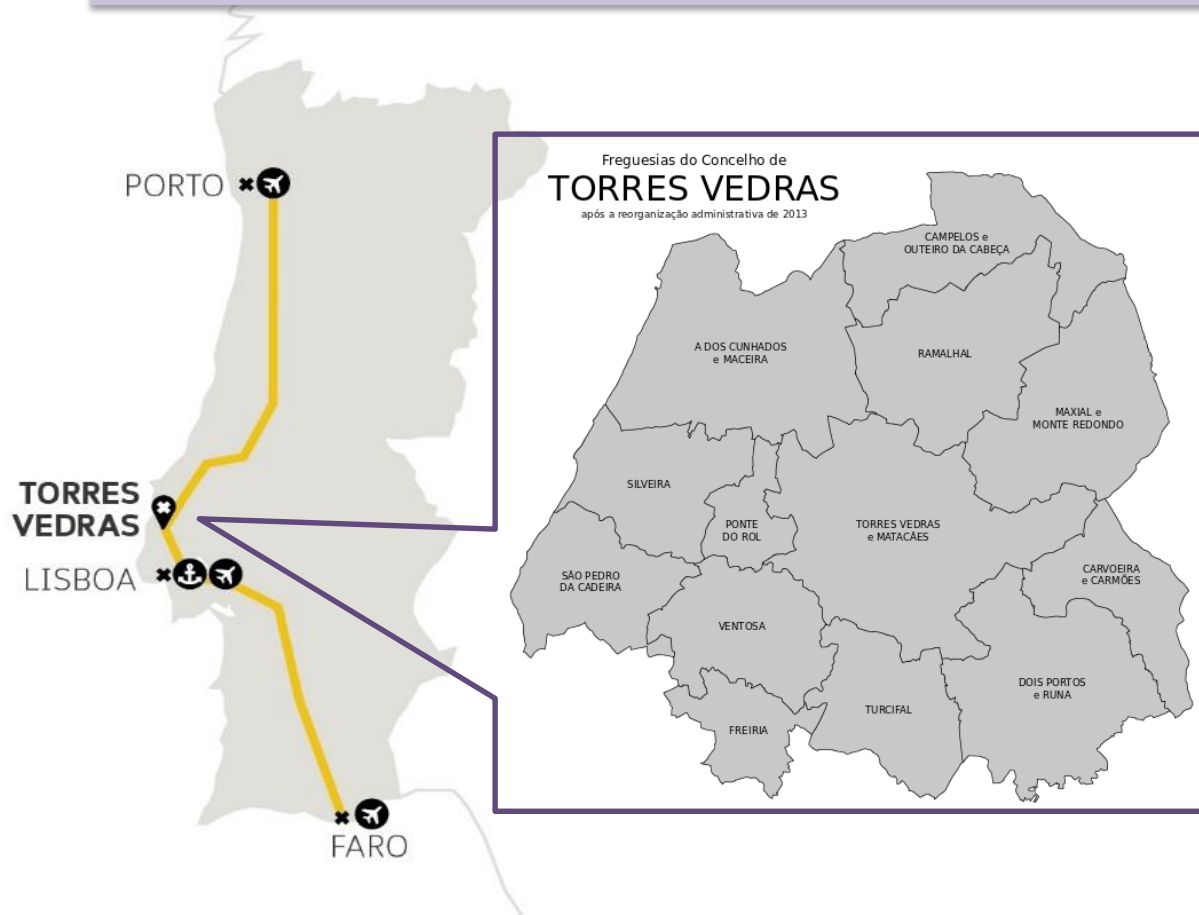 PORTO
TORRES
VEDRAS
LISBOA
FARO
Freguesias do Concelho de
TORRES VEDRAS
após a reorganização administrativa de 2013
CAMPELOS e
OUTEIRO DA CABEÇA
A DOS CUNHADOS
e MACEIRA
RAMALHAL
MAXIAL e
MONTE REDONDO
SILVEIRA
PONTE
DO ROL
TORRES VEDRAS
e MATACÃES
SÃO PEDRO
DA CADEIRA
CARVOEIRA
e CARMÕES
VENTOSA
DOIS PORTOS
e RUNA
TURCIFAL
FREIRIA